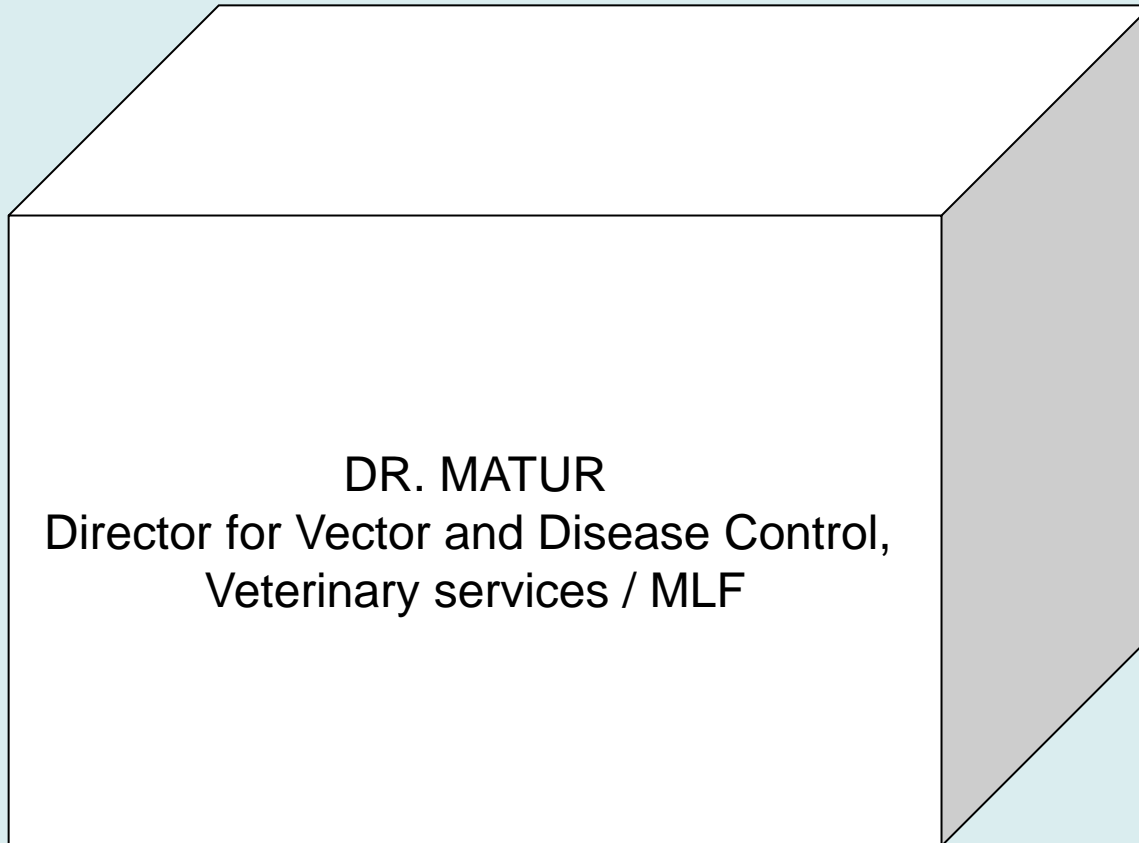 DR. MATUR
Director for Vector and Disease Control,
Veterinary services / MLF